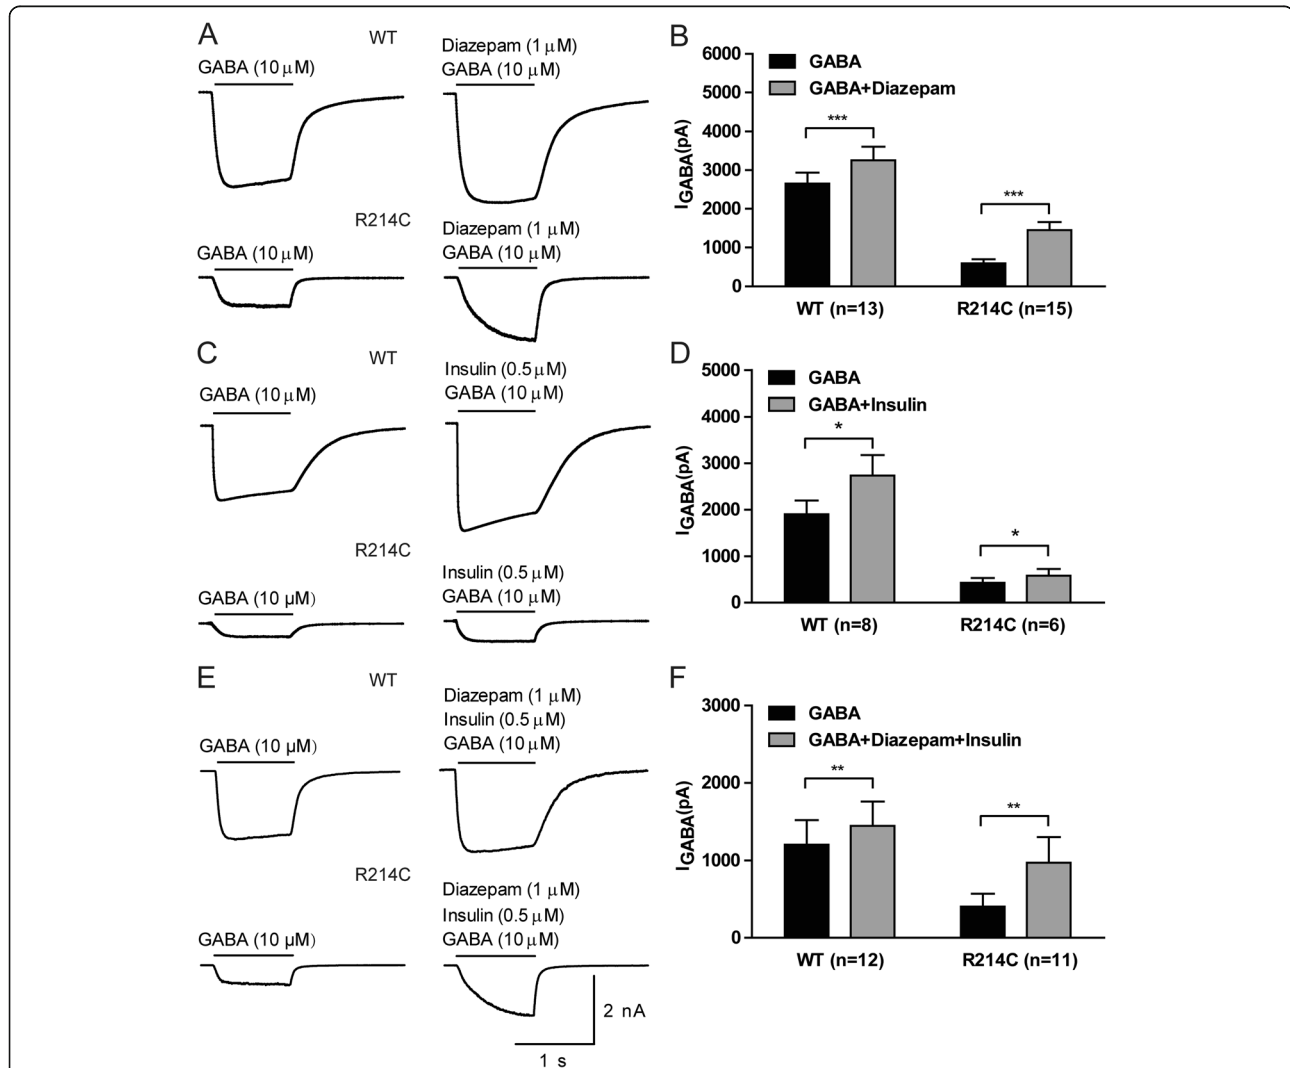 A
WT
GABA (10 μM)
Diazepam (1 μM)
GABA (10 μM)
R214C
GABA (10 μM)
Diazepam (1 μM)
GABA (10 μM)
B
6000
5000
4000
3000
2000
1000
0
IGABA(pA)
GABA
GABA+Diazepam
***
***
WT (n=13)
R214C (n=15)
C
WT
GABA (10 μM)
Insulin (0.5 μM)
GABA (10 μM)
R214C
GABA (10 μM)
Insulin (0.5 μM)
GABA (10 μM)
D
5000
4000
3000
2000
1000
0
IGABA(pA)
GABA
GABA+Insulin
*
*
WT (n=8)
R214C (n=6)
E
WT
GABA (10 μM)
Diazepam (1 μM)
Insulin (0.5 μM)
GABA (10 μM)
R214C
GABA (10 μM)
Diazepam (1 μM)
Insulin (0.5 μM)
GABA (10 μM)
2 nA
1 s
F
3000
2000
1000
0
IGABA(pA)
GABA
GABA+Diazepam+Insulin
**
**
WT (n=12)
R214C (n=11)